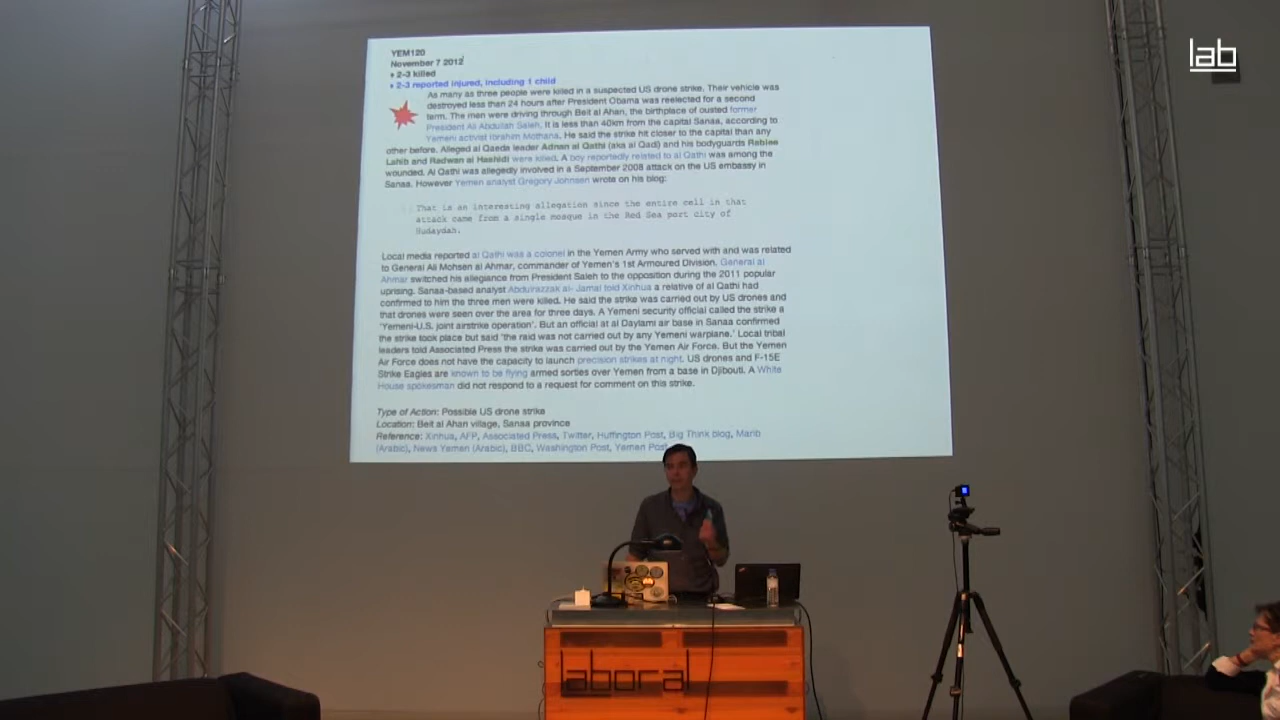 lab
YEM120
November 7 2012
♦ 2-3 killed
♦ 2-3 reported injured, including 1 child
As many as three people were killed in a suspected US drone strike. Their vehicle was
destroyed less than 24 hours after President Obama was reelected for a second
term. The men were driving through Beit al Ahan, the birthplace of ousted former
President Ali Abdullah Saleh. It is less than 40km from the capital Sanaa, according to
Yemeni activist Ibrahim Mothana. He said the strike hit closer to the capital than any
other before. Alleged al Qaeda leader Adnan al Qathi (aka al Qadi) and his bodyguards Rabiee
Lahib and Radwan al Hashidi were killed. A boy reportedly related to al Qathi was among the
wounded. Al Qathi was allegedly involved in a September 2008 attack on the US embassy in
Sanaa. However Yemen analyst Gregory Johnsen wrote on his blog:
That is an interesting allegation since the entire cell in that
attack came from a single mosque in the Red Sea port city of
Hudaydah.
Local media reported al Qathi was a colonel in the Yemen Army who served with and was related
to General Ali Mohsen al Ahmar, commander of Yemen's 1st Armoured Division. General al
Ahmar switched his allegiance from President Saleh to the opposition during the 2011 popular
uprising. Sanaa-based analyst Abdulrazzak al- Jamal told Xinhua a relative of al Qathi had
confirmed to him the three men were killed. He said the strike was carried out by US drones and
that drones were seen over the area for three days. A Yemeni security official called the strike a
'Yemeni-U.S. joint airstrike operation'. But an official at al Daylami air base in Sanaa confirmed
the strike took place but said 'the raid was not carried out by any Yemeni warplane.' Local tribal
leaders told Associated Press the strike was carried out by the Yemen Air Force. But the Yemen
Air Force does not have the capacity to launch precision strikes at night. US drones and F-15E
Strike Eagles are known to be flying armed sorties over Yemen from a base in Djibouti. A White
House spokesman did not respond to a request for comment on this strike.
Type of Action: Possible US drone strike
Location: Beit al Ahan village, Sanaa province
Reference: Xinhua, AFP, Associated Press, Twitter, Huffington Post, Big Think blog, Marib
(Arabic), News Yemen (Arabic), BBC, Washington Post, Yemen Post
laboral